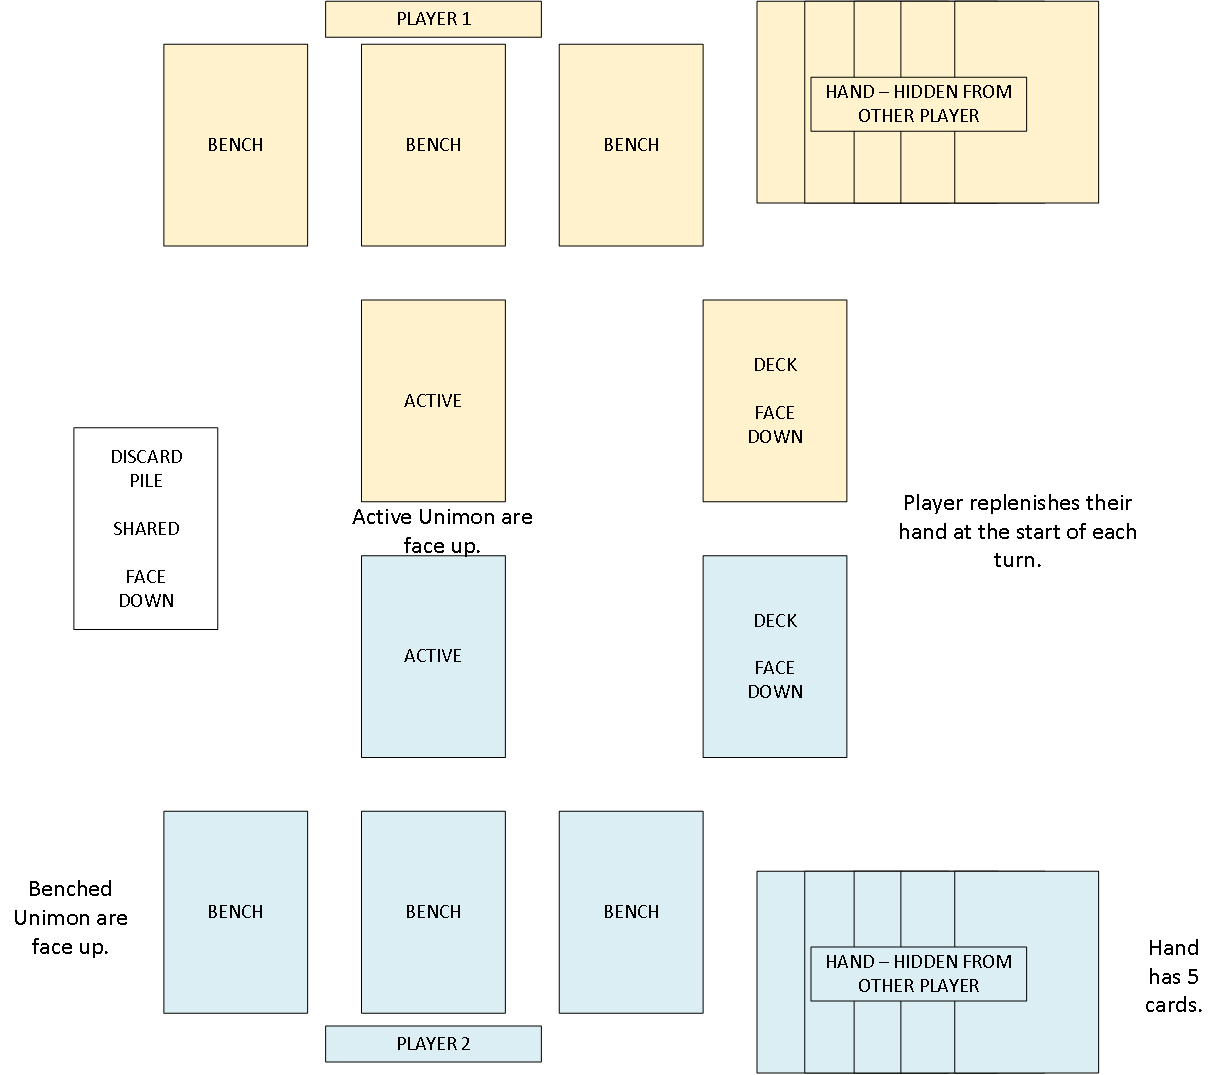 PLAYER 1
BENCH
BENCH
BENCH
HAND – HIDDEN FROM
OTHER PLAYER
ACTIVE
DECK
FACE
DOWN
DISCARD
PILE
SHARED
FACE
DOWN
Active Unimon are
face up.
Player replenishes their
hand at the start of each
turn.
ACTIVE
DECK
FACE
DOWN
Benched
Unimon are
face up.
BENCH
BENCH
BENCH
HAND – HIDDEN FROM
OTHER PLAYER
Hand
has 5
cards.
PLAYER 2